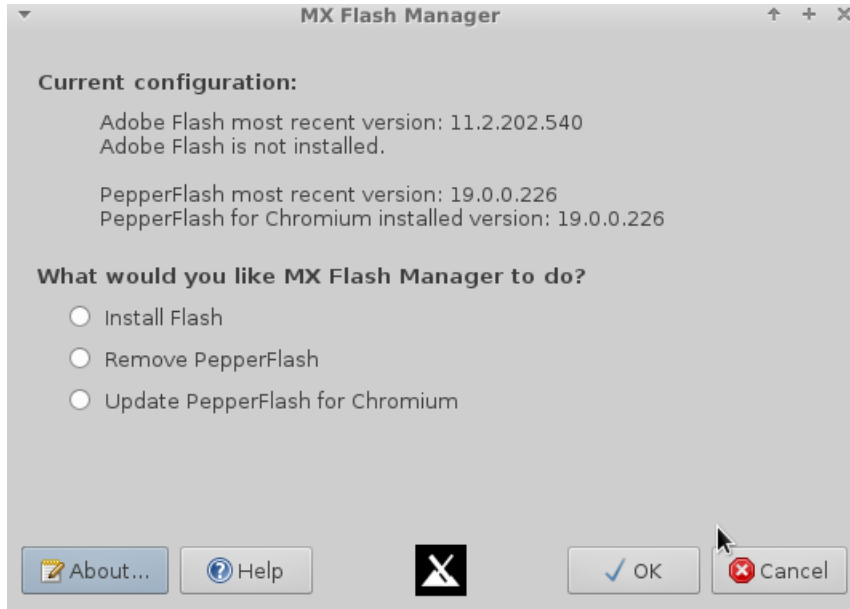 MX Flash Manager
Current configuration:
Adobe Flash most recent version: 11.2.202.540
Adobe Flash is not installed.
PepperFlash most recent version: 19.0.0.226
PepperFlash for Chromium installed version: 19.0.0.226
What would you like MX Flash Manager to do?
Install Flash
Remove PepperFlash
Update PepperFlash for Chromium
About...
Help
OK
Cancel